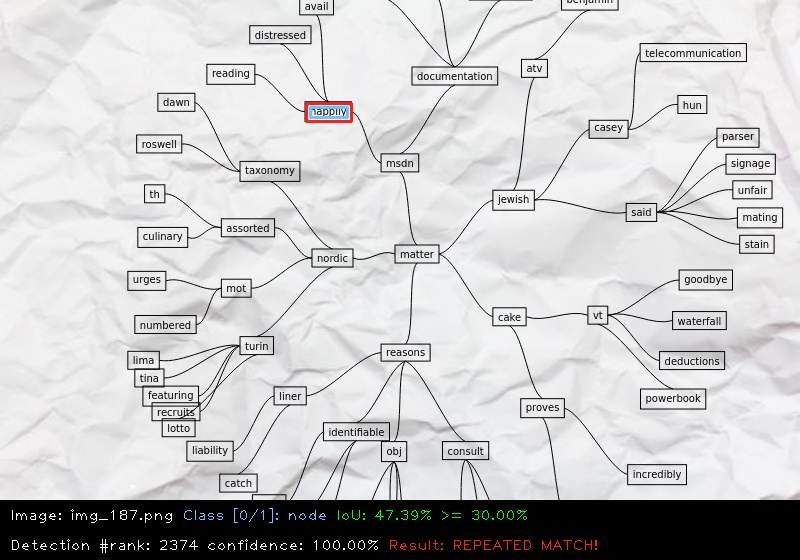 benjamin
avail
distressed
reading
documentation
atv
telecommunication
happily
dawn
hun
casey
roswell
parser
msdn
signage
taxonomy
unfair
th
jewish
said
mating
assorted
culinary
stain
matter
nordic
urges
mot
goodbye
numbered
cake
vt
waterfall
turin
reasons
lima
deductions
tina
featuring
liner
powerbook
recruits
proves
lotto
identifiable
liability
obj
consult
incredibly
catch
Image: img_187.png Class [0/1]: node IoU: 47.39% >= 30.00%
Detection #rank: 2374 confidence: 100.00% Result: REPEATED MATCH!